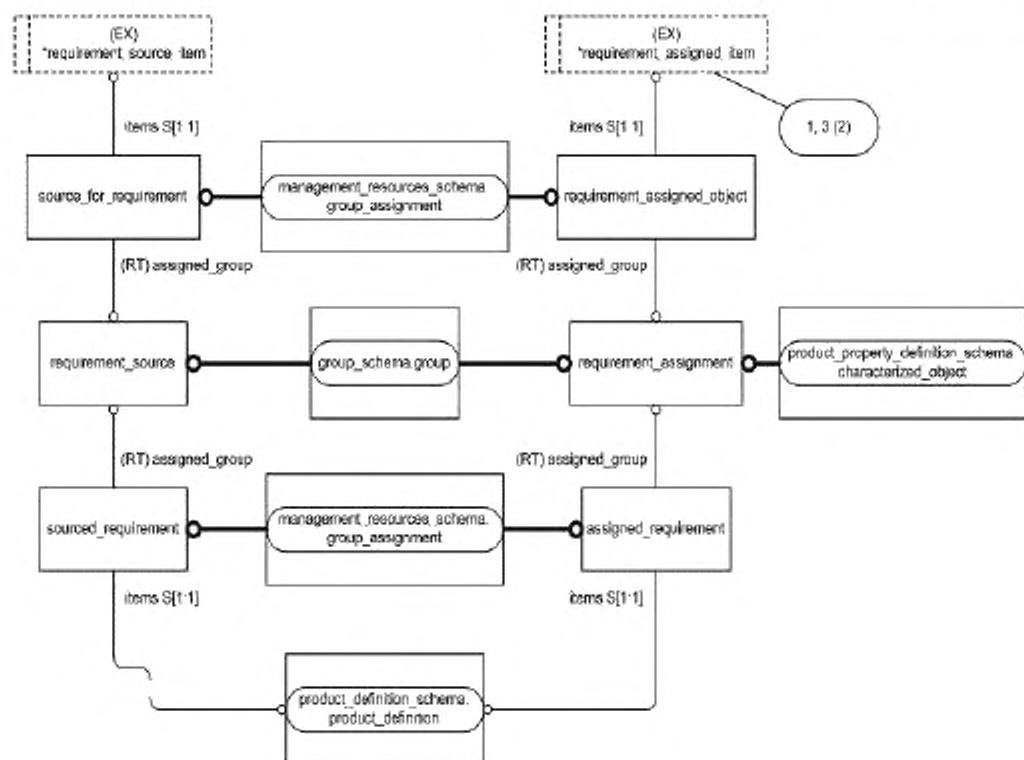 (EX)
*requirement_source_item
(EX)
*requirement_assigned_item
items S[1:1]
items S[1:1]
1, 3 (2)
source_for_requirement
management_resources_schema.
group_assignment
requirement_assigned_object
(RT) assigned_group
(RT) assigned_group
requirement_source
group_schema.group
requirement_assignment
product_property_definition_schema.
characterized_object
(RT) assigned_group
(RT) assigned_group
sourced_requirement
management_resources_schema.
group_assignment
assigned_requirement
items S[1:1]
items S[1:1]
product_definition_schema.
product_definition